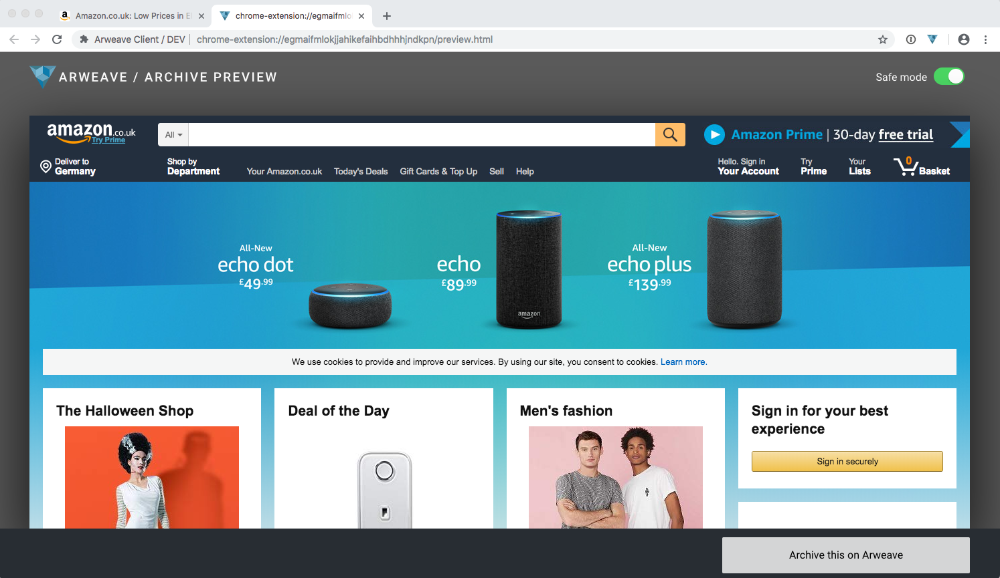 Amazon.co.uk: Low Prices in El
chrome-extension://egmaifmlo
Arweave Client / DEV
chrome-extension://egmaifmlokjjahikefaihbdhhhjndkpn/preview.html
ARWEAVE / ARCHIVE PREVIEW
Safe mode
amazon.co.uk
Try Prime
All
Amazon Prime | 30-day free trial
Deliver to
Germany
Shop by
Department
Your Amazon.co.uk
Today's Deals
Gift Cards & Top Up
Sell
Help
Hello. Sign in
Your Account
Try
Prime
Your
Lists
0
Basket
All-New
echo dot
£49.99
echo
£89.99
amazon
All-New
echo plus
£139.99
We use cookies to provide and improve our services. By using our site, you consent to cookies. Learn more.
The Halloween Shop
Deal of the Day
Men's fashion
Sign in for your best
experience
Sign in securely
Archive this on Arweave